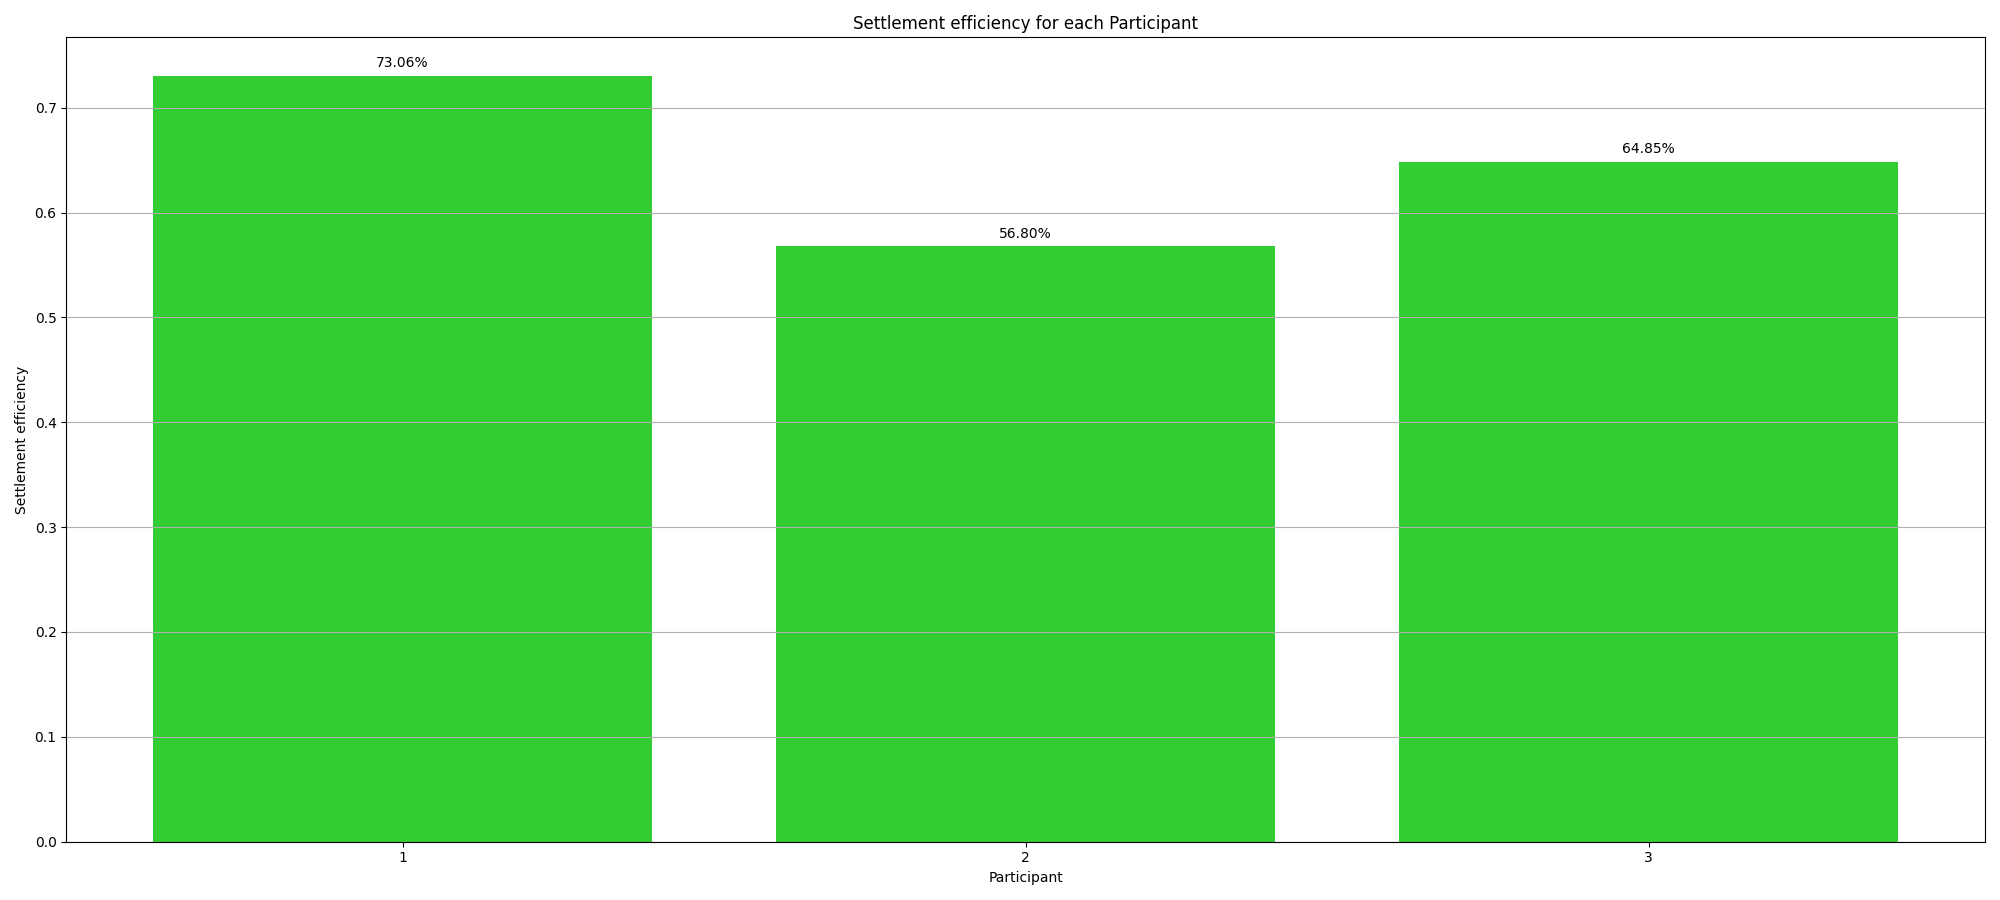 Settlement efficiency for each Participant
73.06%
64.85%
56.80%
0.7
0.6
0.5
0.4
0.3
0.2
0.1
0.0
Settlement efficiency
1 2 3
Participant